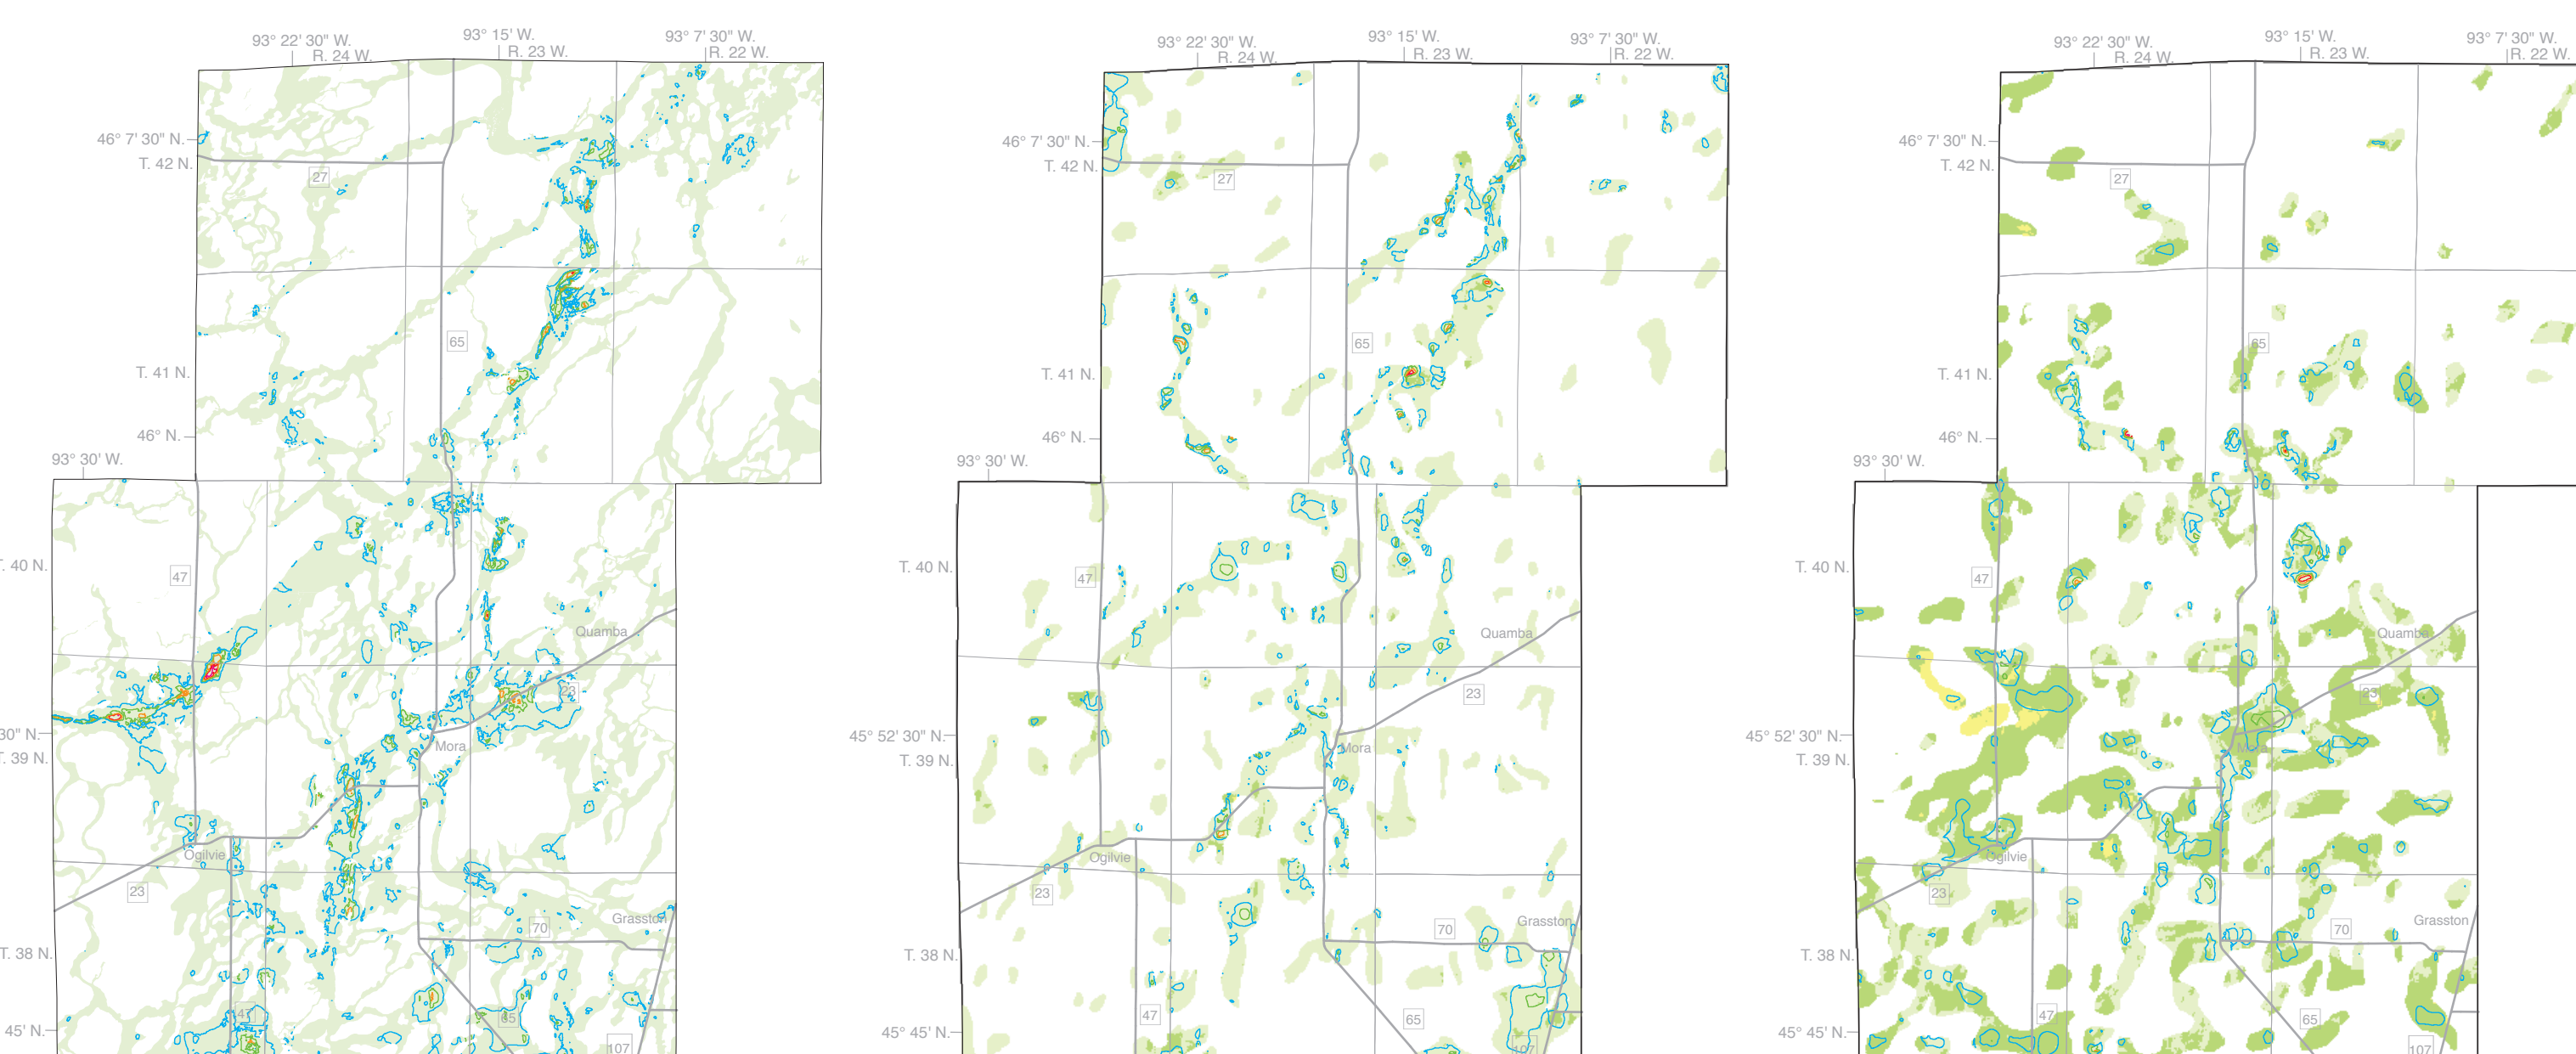 93° 22' 30" W.
R. 24 W.
93° 15' W.
R. 23 W.
93° 7' 30" W.
R. 22 W.
46° 7' 30" N.
T. 42 N.
27
65
T. 41 N.
46° N.
93° 30' W.
T. 40 N.
47
Quamba
23
30" N.
Mora
T. 39 N.
Ogilvie
23
Grasston
70
T. 38 N.
47
65
45' N.
107
93° 22' 30" W.
R. 24 W.
93° 15' W.
R. 23 W.
93° 7' 30" W.
R. 22 W.
46° 7' 30" N.
T. 42 N.
27
65
T. 41 N.
46° N.
93° 30' W.
T. 40 N.
47
Quamba
23
45° 52' 30" N.
Mora
T. 39 N.
Ogilvie
23
Grasston
70
T. 38 N.
47
65
45° 45' N.
107
93° 22' 30" W.
R. 24 W.
93° 15' W.
R. 23 W.
93° 7' 30" W.
R. 22 W.
46° 7' 30" N.
T. 42 N.
27
65
T. 41 N.
46° N.
93° 30' W.
T. 40 N.
47
Quamba
23
45° 52' 30" N.
Mora
T. 39 N.
Ogilvie
23
Grasston
70
T. 38 N.
47
65
45° 45' N.
107